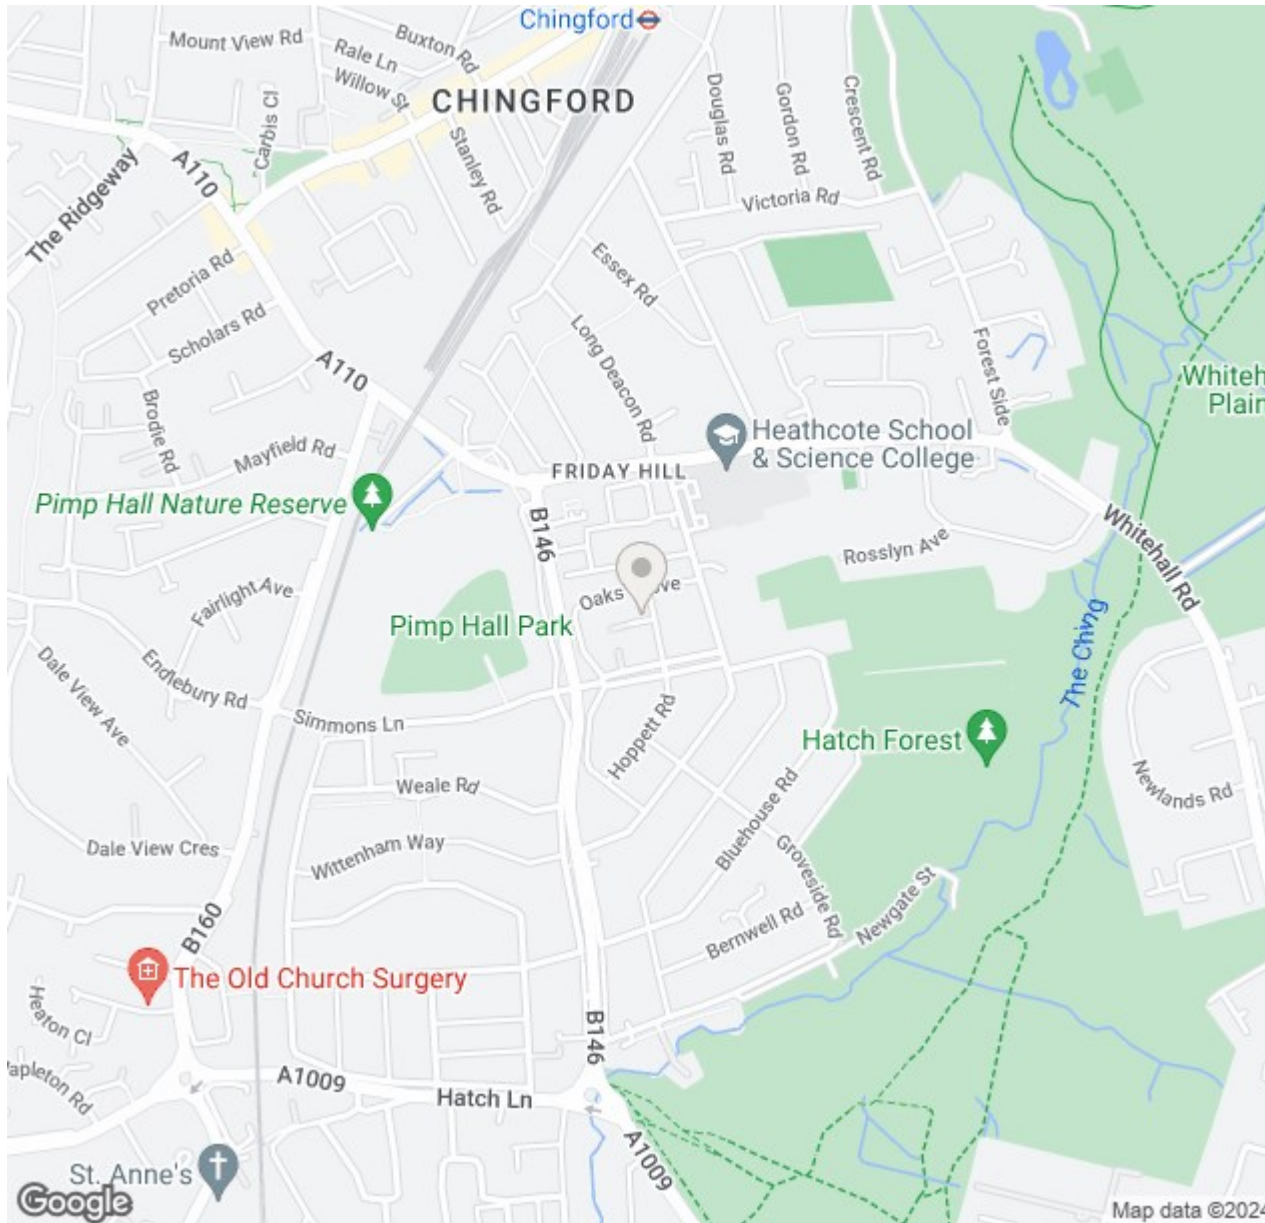 Chingford
Mount View Rd
Buxton Rd
Rale Ln
Willow St
CHINGFORD
Carbis Cl
Stanley Rd
Douglas Rd
Gordon Rd
Crescent Rd
A110
The Ridgeway
Victoria Rd
Pretoria Rd
Essex Rd
Scholars Rd
Long Deacon Rd
A110
Forest Side
Whiteh
Plain
Brodie Rd
Mayfield Rd
Heathcote School
& Science College
FRIDAY HILL
Pimp Hall Nature Reserve
B146
Whitehall Rd
Rosslyn Ave
Fairlight Ave
Oaks
ve
Pimp Hall Park
The Ching
Dale View Ave
Endlebury Rd
Simmons Ln
Hoppett Rd
Hatch Forest
Weale Rd
Newlands Rd
Bluehouse Rd
Dale View Cres
Wittenham Way
Groveside Rd
Newgate St
Bernwell Rd
B160
The Old Church Surgery
Heaton Cl
B146
apleton Rd
A1009
Hatch Ln
A1009
St. Anne's
Google
Map data ©2024